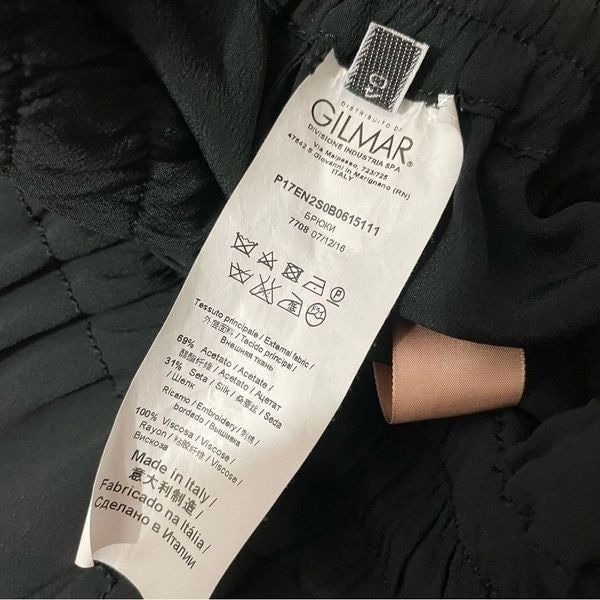 DISTRIBUITO DA
GILMAR®
DIVISIONE INDUSTRIA SPA
Via Malpasso, 723/725
47842 S Giovanni in Marignano (RN)
ITALY
P17EN2S0B0615111
БРЮКИ
7708 07/12/16
P
Tessuto principale / External fabric /
外层面料 / Tecido principal /
Внешняя ткань
69% Acetato / Acetate /
醋酸纤维 / Acetato / Ацетат
31% Seta / Silk / 桑蚕丝 / Seda
/ Шелк
Ricamo / Embroidery / 刺绣 /
bordado / Вышивка
100% Viscosa / Viscose /
Rayon / 粘胶纤维 / Viscose /
Вискоза
Made in Italy /
意大利制造 /
Fabricado na Itália /
Сделано в Италии